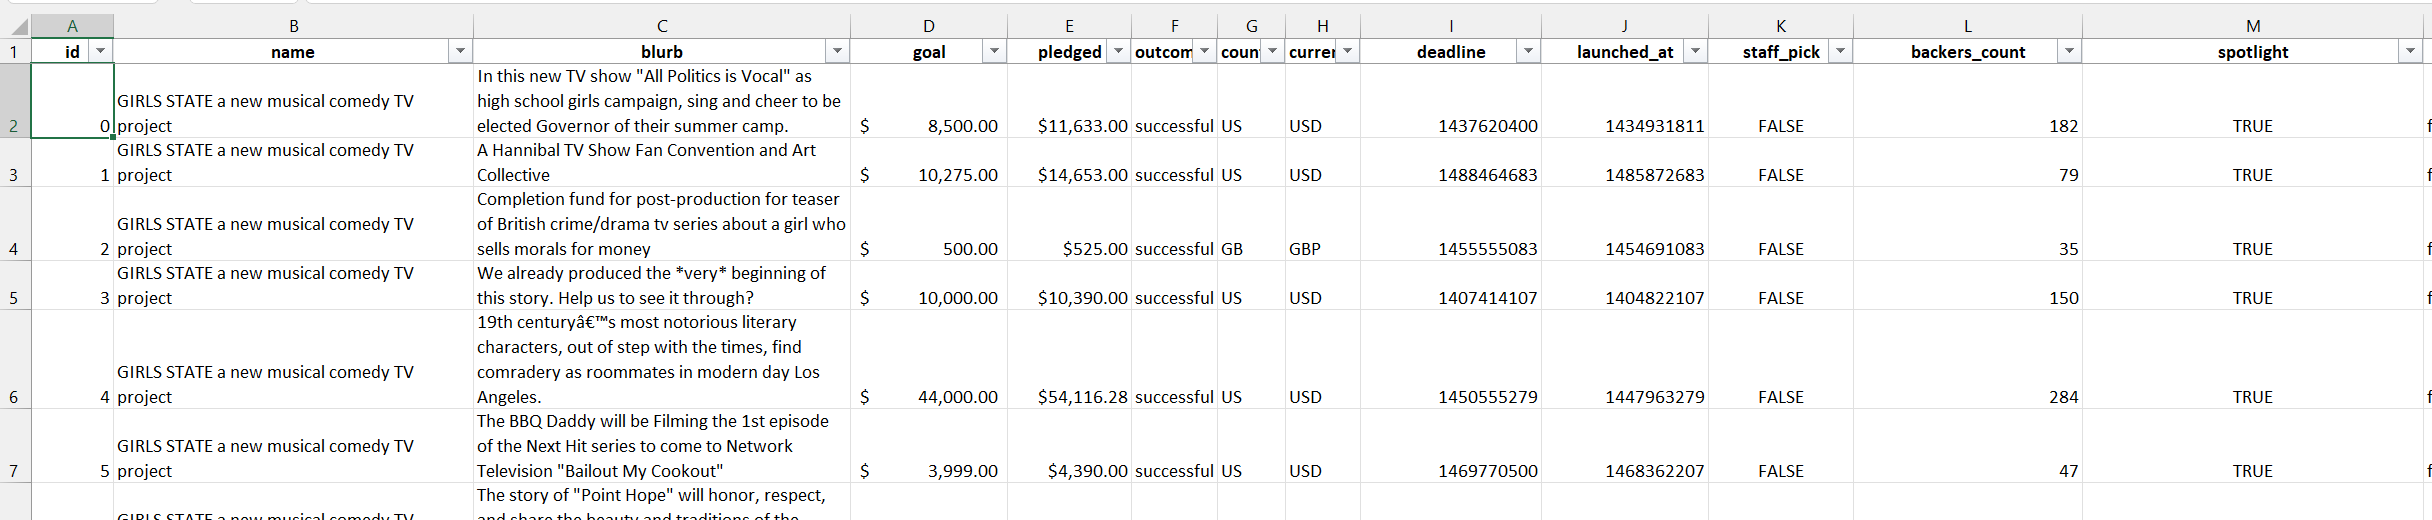 A B C D E F G H I J K L M
1 id name blurb goal pledged outcom coun curre deadline launched_at staff_pick backers_count spotlight
In this new TV show "All Politics is Vocal" as
GIRLS STATE a new musical comedy TV high school girls campaign, sing and cheer to be
2 0 project elected Governor of their summer camp. $ 8,500.00 $11,633.00 successful US USD 1437620400 1434931811 FALSE 182 TRUE
GIRLS STATE a new musical comedy TV A Hannibal TV Show Fan Convention and Art
3 1 project Collective $ 10,275.00 $14,653.00 successful US USD 1488464683 1485872683 FALSE 79 TRUE
Completion fund for post-production for teaser
GIRLS STATE a new musical comedy TV of British crime/drama tv series about a girl who
4 2 project sells morals for money $ 500.00 $525.00 successful GB GBP 1455555083 1454691083 FALSE 35 TRUE
GIRLS STATE a new musical comedy TV We already produced the *very* beginning of
5 3 project this story. Help us to see it through? $ 10,000.00 $10,390.00 successful US USD 1407414107 1404822107 FALSE 150 TRUE
19th centuryâ€™s most notorious literary
characters, out of step with the times, find
GIRLS STATE a new musical comedy TV comradery as roommates in modern day Los
6 4 project Angeles. $ 44,000.00 $54,116.28 successful US USD 1450555279 1447963279 FALSE 284 TRUE
The BBQ Daddy will be Filming the 1st episode
GIRLS STATE a new musical comedy TV of the Next Hit series to come to Network
7 5 project Television "Bailout My Cookout" $ 3,999.00 $4,390.00 successful US USD 1469770500 1468362207 FALSE 47 TRUE
The story of "Point Hope" will honor, respect,
GIRLS STATE a new musical comedy TV and share the beauty and traditions of the